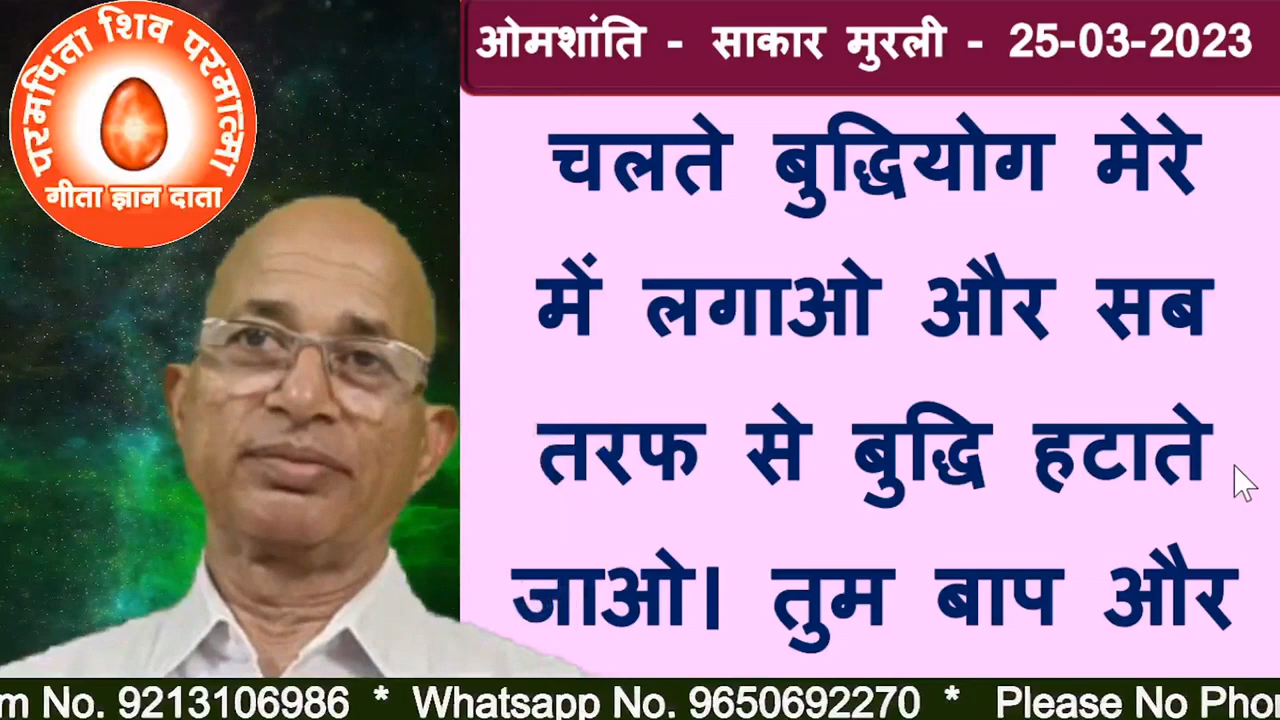 परमपिता शिव परमात्मा
गीता ज्ञान दाता
ओमशांति - साकार मुरली - 25-03-2023
चलते बुद्धियोग मेरे
में लगाओ और सब
तरफ से बुद्धि हटाते
जाओ। तुम बाप और
m No. 9213106986 * Whatsapp No. 9650692270 * Please No Pho